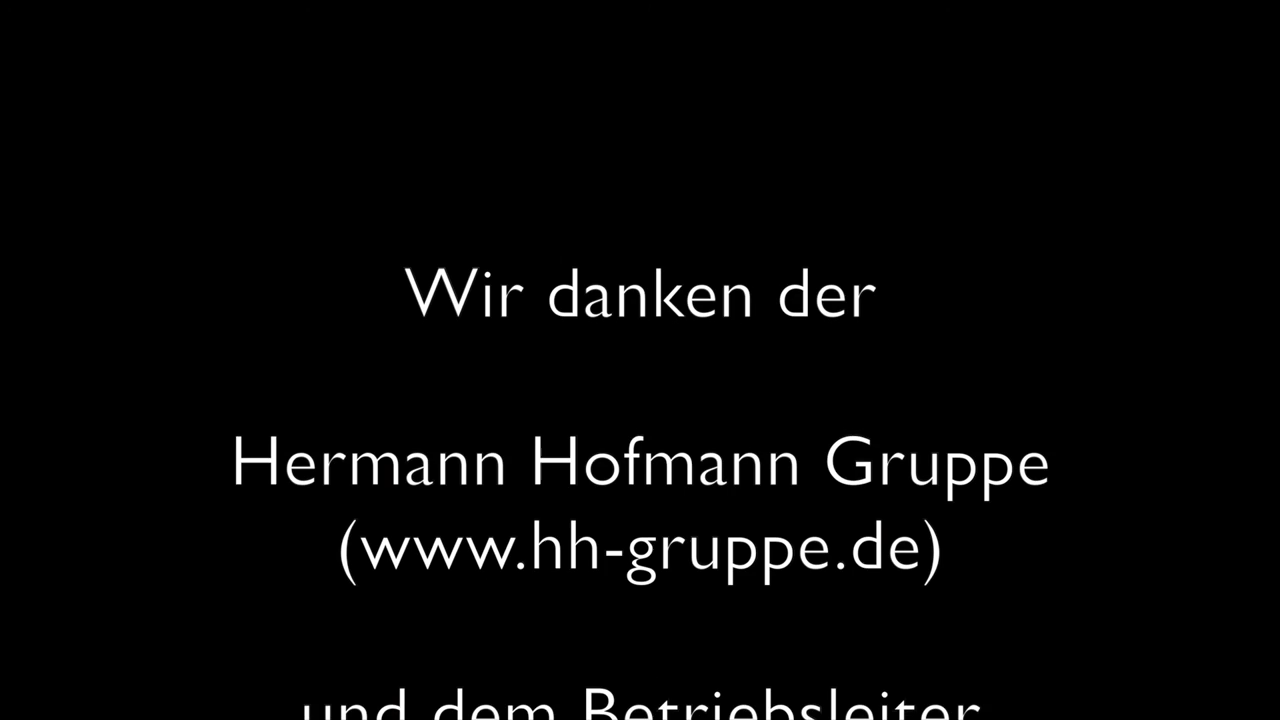 Wir danken der
Hermann Hofmann Gruppe
(www.hh-gruppe.de)
und dem Betriebsleiter